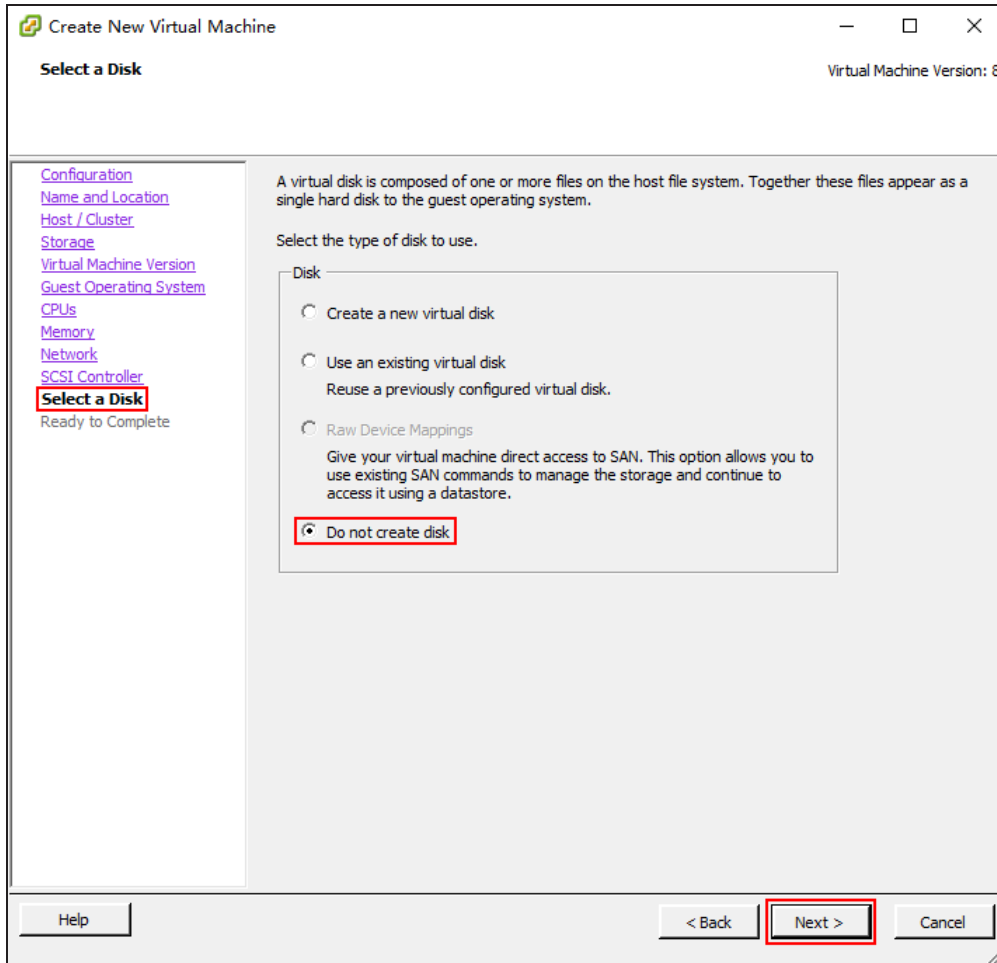 Create New Virtual Machine
Select a Disk
Virtual Machine Version: 8
Configuration
Name and Location
Host / Cluster
Storage
Virtual Machine Version
Guest Operating System
CPUs
Memory
Network
SCSI Controller
Select a Disk
Ready to Complete
A virtual disk is composed of one or more files on the host file system. Together these files appear as a
single hard disk to the guest operating system.
Select the type of disk to use.
Disk
Create a new virtual disk
Use an existing virtual disk
Reuse a previously configured virtual disk.
Raw Device Mappings
Give your virtual machine direct access to SAN. This option allows you to
use existing SAN commands to manage the storage and continue to
access it using a datastore.
Do not create disk
Help
< Back
Next >
Cancel